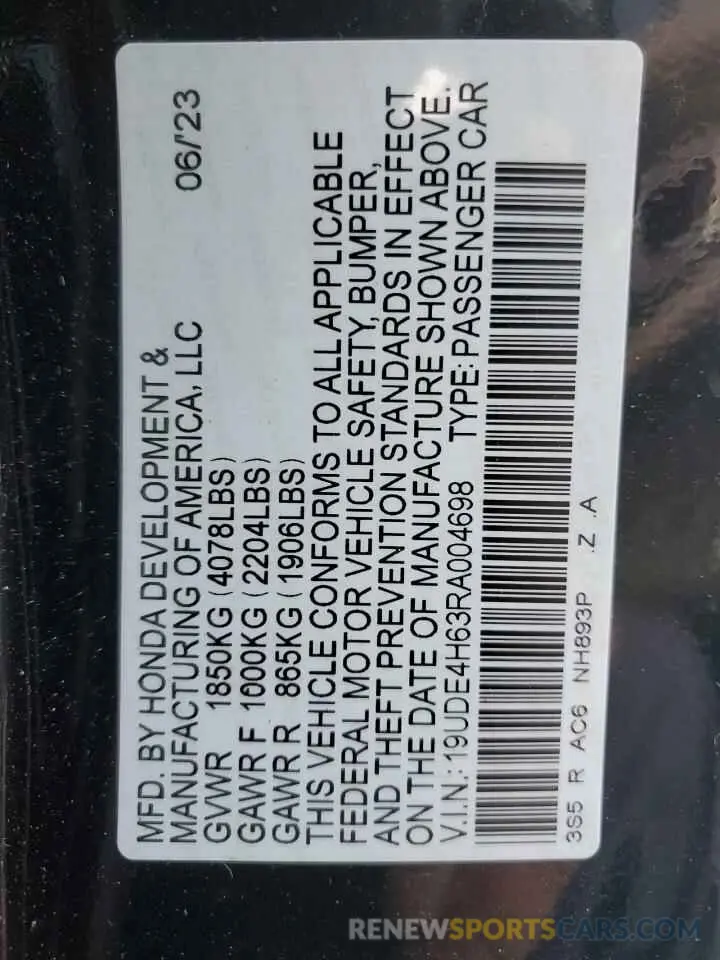 MFD. BY HONDA DEVELOPMENT &
MANUFACTURING OF AMERICA, LLC 06/'23
GVWR 1850KG (4078LBS)
GAWR F 1000KG (2204LBS)
GAWR R 865KG (1906LBS)
THIS VEHICLE CONFORMS TO ALL APPLICABLE
FEDERAL MOTOR VEHICLE SAFETY, BUMPER,
AND THEFT PREVENTION STANDARDS IN EFFECT
ON THE DATE OF MANUFACTURE SHOWN ABOVE.
V.I.N.: 19UDE4H63RA004698 TYPE: PASSENGER CAR
3S5 R AC6 NH893P .Z .A
RENEWSPORTSCARS.COM